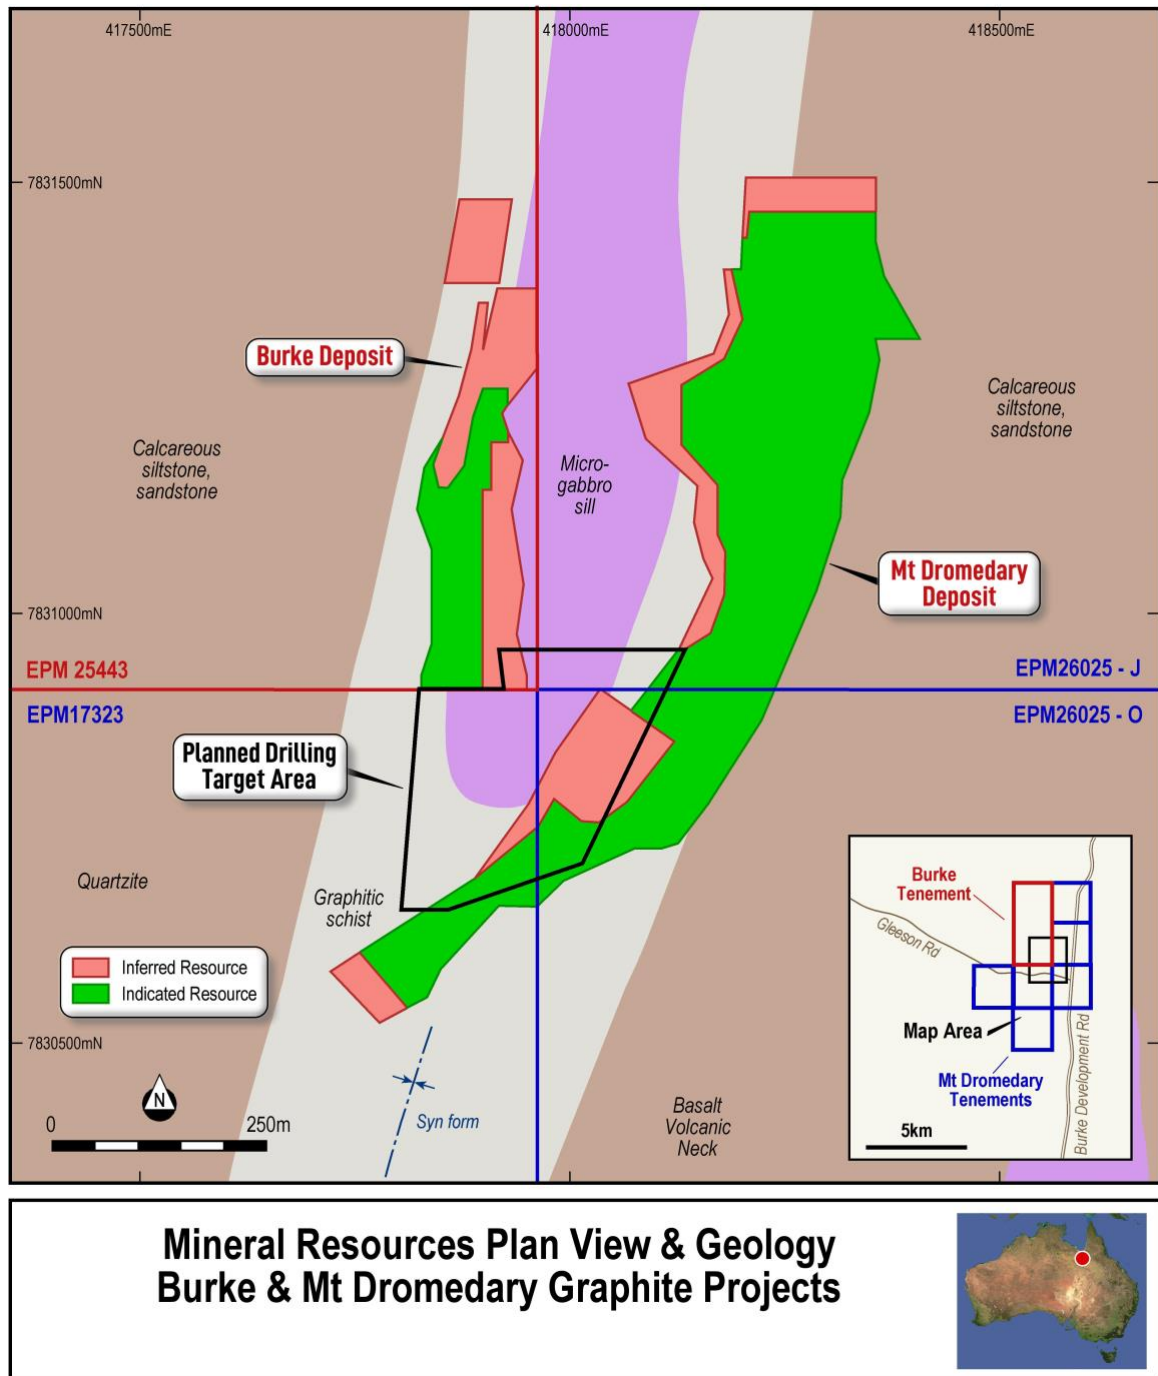 417500mE
418000mE
418500mE
7831500mN
Burke Deposit
Calcareous
siltstone,
sandstone
Calcareous
siltstone,
sandstone
Micro-
gabbro
sill
Mt Dromedary
Deposit
7831000mN
EPM 25443
EPM26025 - J
EPM17323
EPM26025 - O
Planned Drilling
Target Area
Quartzite
Graphitic
schist
Inferred Resource
Indicated Resource
7830500mN
N
0
250m
Syn form
Basalt
Volcanic
Neck
Burke
Tenement
Gleeson Rd
Map Area
Mt Dromedary
Tenements
Burke Development Rd
5km
Mineral Resources Plan View & Geology
Burke & Mt Dromedary Graphite Projects